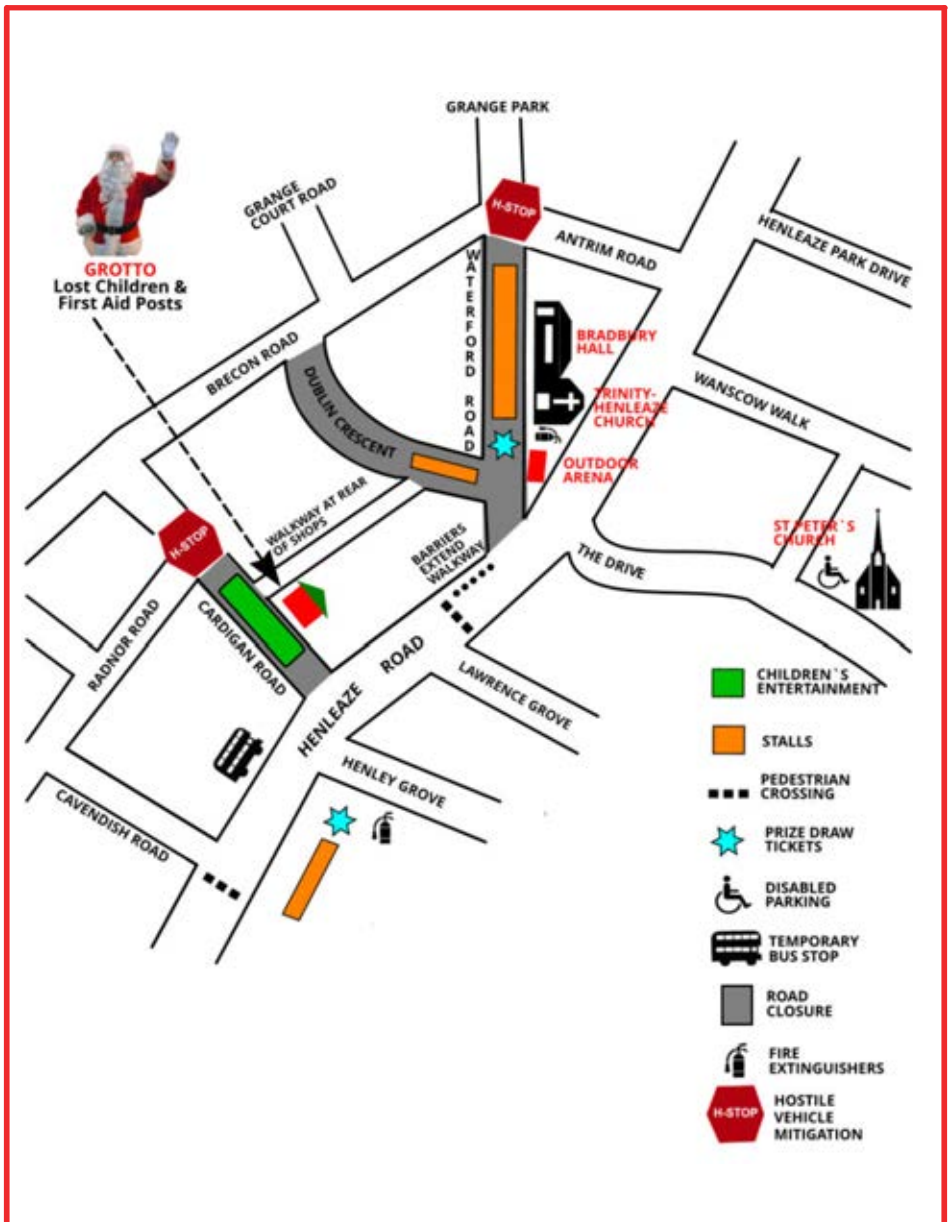 GRANGE PARK
GRANGE
COURT ROAD
H-STOP
ANTRIM ROAD
HENLEAZE PARK DRIVE
GROTTO
Lost Children &
First Aid Posts
WATERFORD ROAD
BRADBURY
HALL
BRECON ROAD
DUBLIN CRESCENT
TRINITY-
HENLEAZE
CHURCH
WANSCOW WALK
OUTDOOR
ARENA
WALKWAY AT REAR
OF SHOPS
BARRIERS
EXTEND
WALKWAY
ST PETER`S
CHURCH
H-STOP
THE DRIVE
RADNOR ROAD
CARDIGAN ROAD
HENLEAZE ROAD
LAWRENCE GROVE
HENLEY GROVE
CAVENDISH ROAD
CHILDREN`S
ENTERTAINMENT
STALLS
PEDESTRIAN
CROSSING
PRIZE DRAW
TICKETS
DISABLED
PARKING
TEMPORARY
BUS STOP
ROAD
CLOSURE
FIRE
EXTINGUISHERS
H-STOP
HOSTILE
VEHICLE
MITIGATION